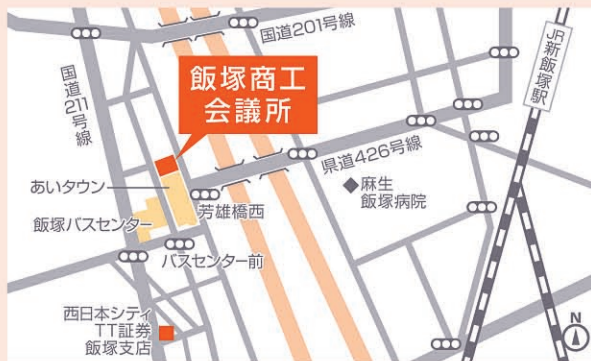 国道201号線
国道211号線
JR新飯塚駅
飯塚商工
会議所
県道426号線
あいタウン
麻生
飯塚病院
芳雄橋西
飯塚バスセンター
バスセンター前
西日本シティ
TT証券
飯塚支店
N